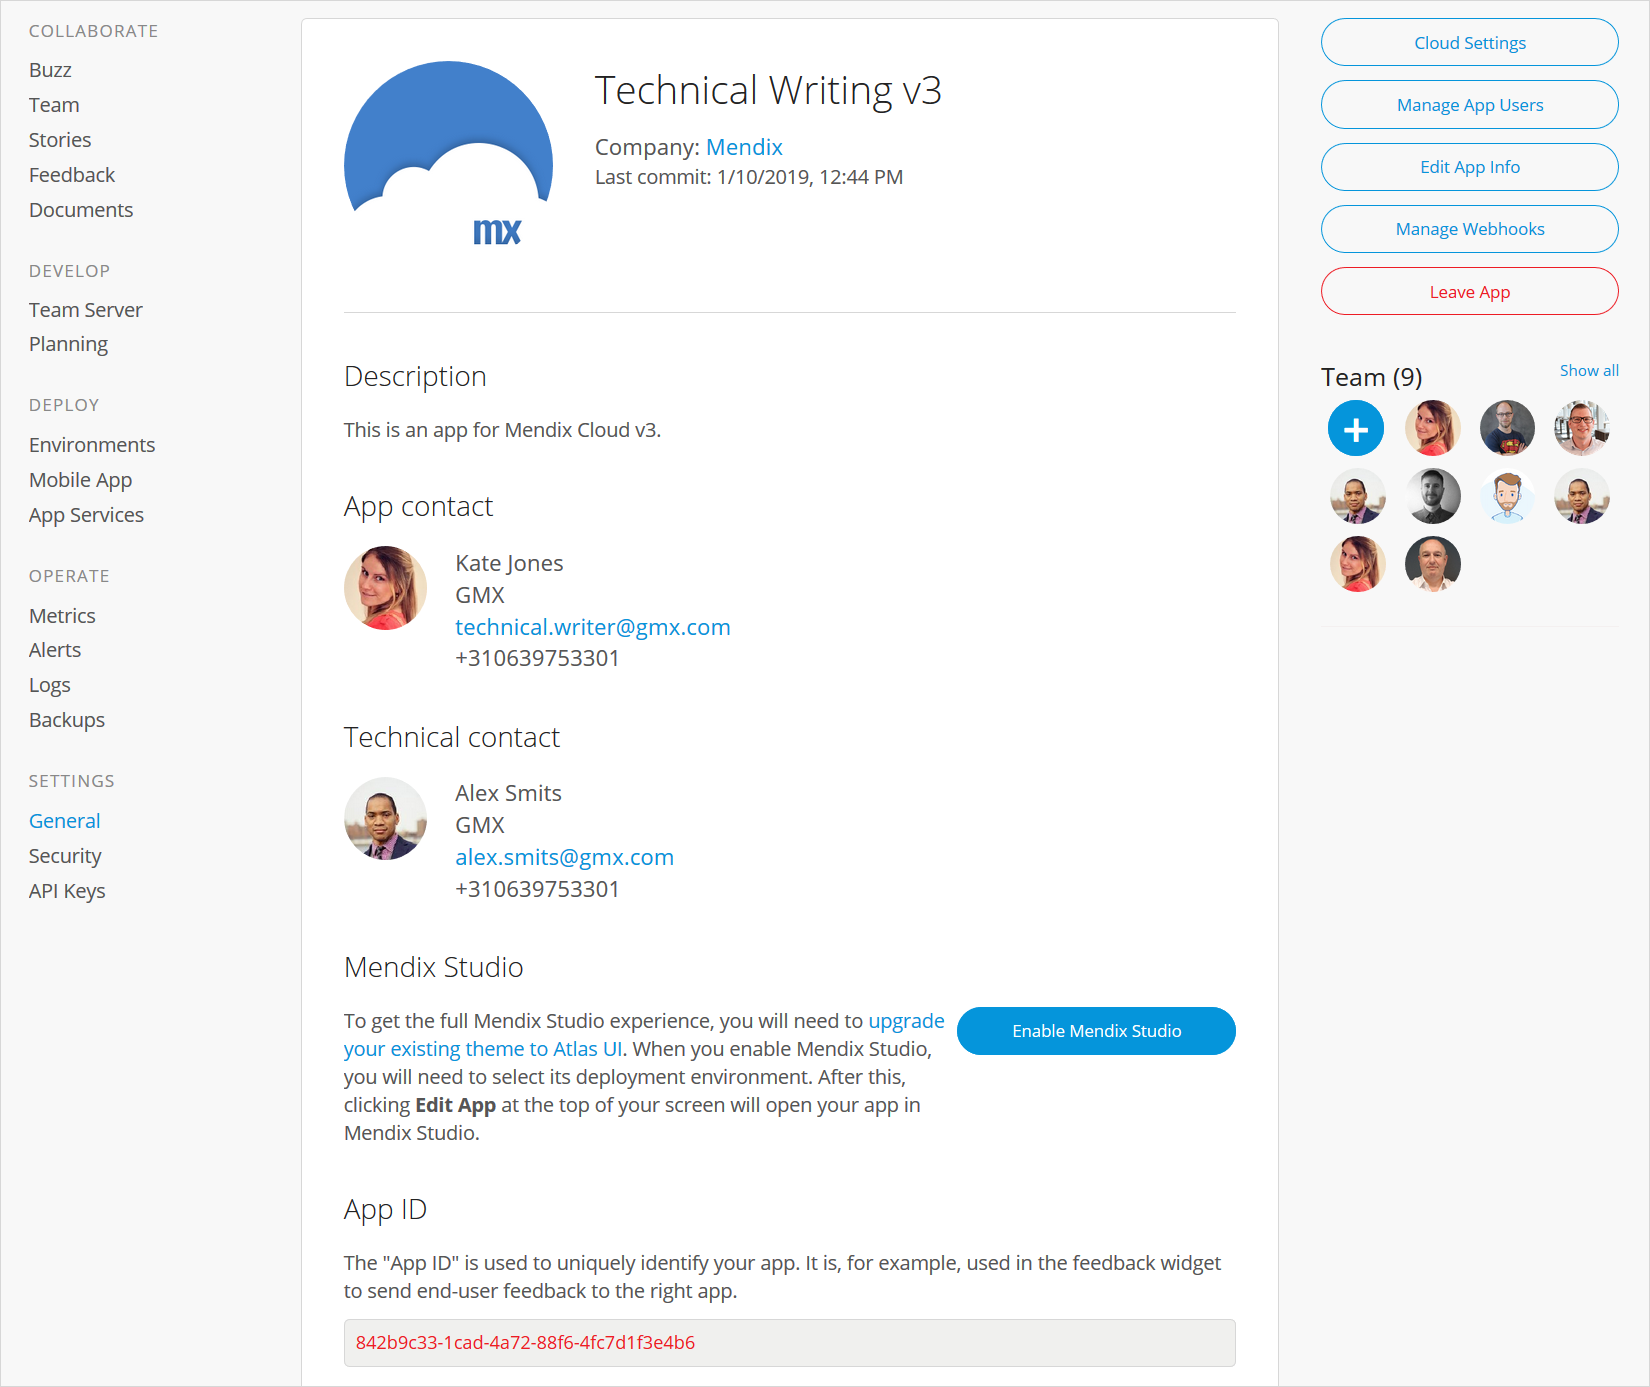 COLLABORATE
Buzz
Team
Stories
Feedback
Documents
DEVELOP
Team Server
Planning
DEPLOY
Environments
Mobile App
App Services
OPERATE
Metrics
Alerts
Logs
Backups
SETTINGS
General
Security
API Keys
mx
Technical Writing v3
Company: Mendix
Last commit: 1/10/2019, 12:44 PM
Description
This is an app for Mendix Cloud v3.
App contact
Kate Jones
GMX
technical.writer@gmx.com
+310639753301
Technical contact
Alex Smits
GMX
alex.smits@gmx.com
+310639753301
Mendix Studio
To get the full Mendix Studio experience, you will need to upgrade
your existing theme to Atlas UI. When you enable Mendix Studio,
you will need to select its deployment environment. After this,
clicking Edit App at the top of your screen will open your app in
Mendix Studio.
Enable Mendix Studio
App ID
The "App ID" is used to uniquely identify your app. It is, for example, used in the feedback widget
to send end-user feedback to the right app.
842b9c33-1cad-4a72-88f6-4fc7d1f3e4b6
Cloud Settings
Manage App Users
Edit App Info
Manage Webhooks
Leave App
Team (9)
Show all